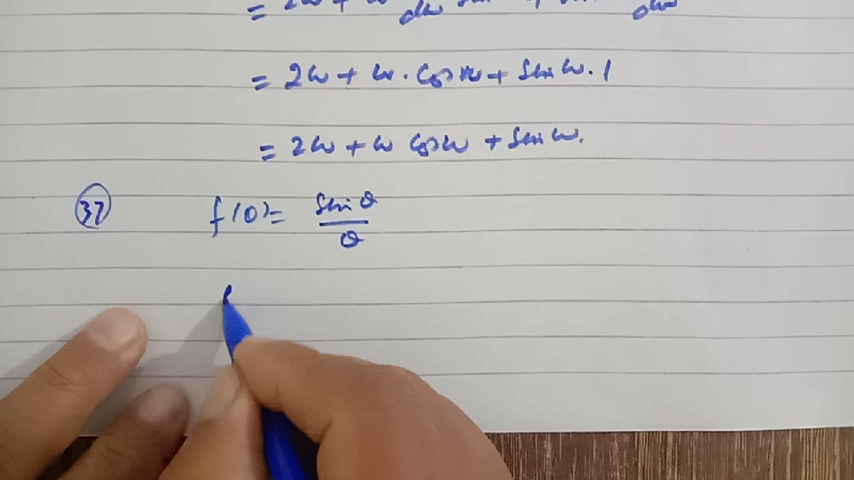 = 2w + w · cos w + sin w · 1
= 2w + w cos w + sin w.
37 f(θ) = sin θ / θ